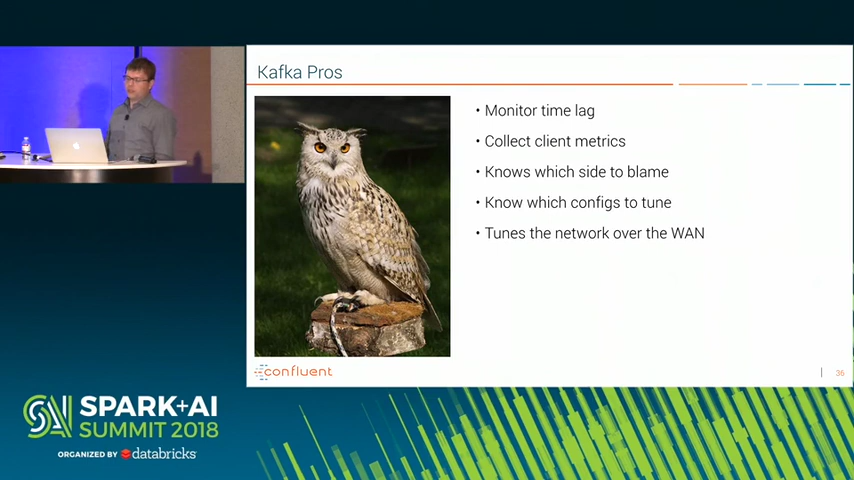 Kafka Pros
• Monitor time lag
• Collect client metrics
• Knows which side to blame
• Know which configs to tune
• Tunes the network over the WAN
confluent
36
SPARK+AI
SUMMIT 2018
ORGANIZED BY databricks